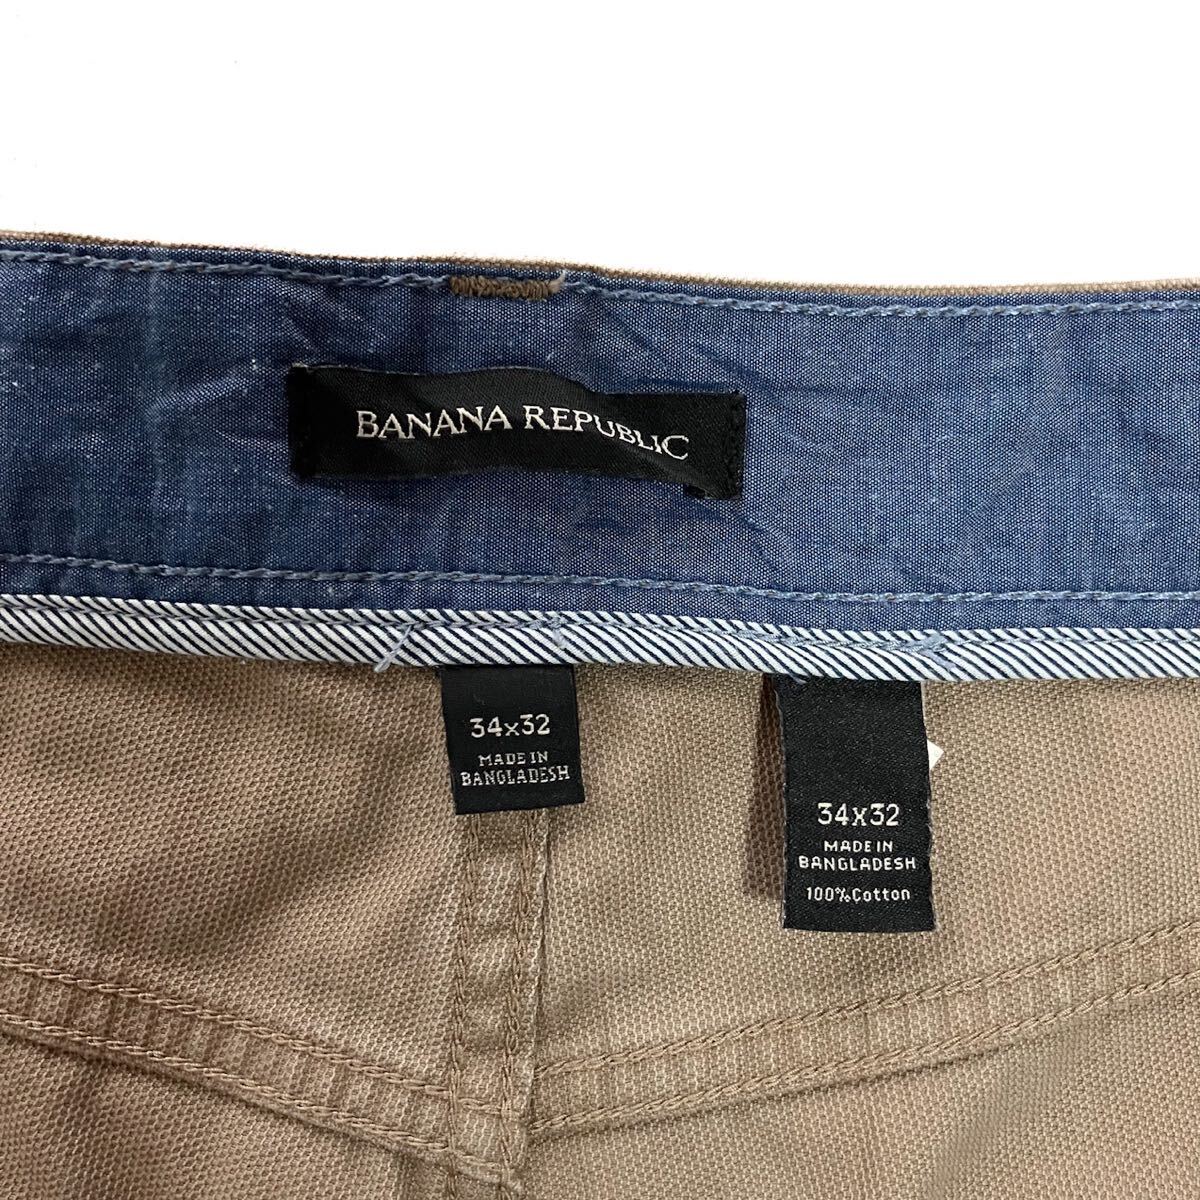 BANANA REPUBLIC
34x32
MADE IN
BANGLADESH
34X32
MADE IN
BANGLADESH
100%Cotton